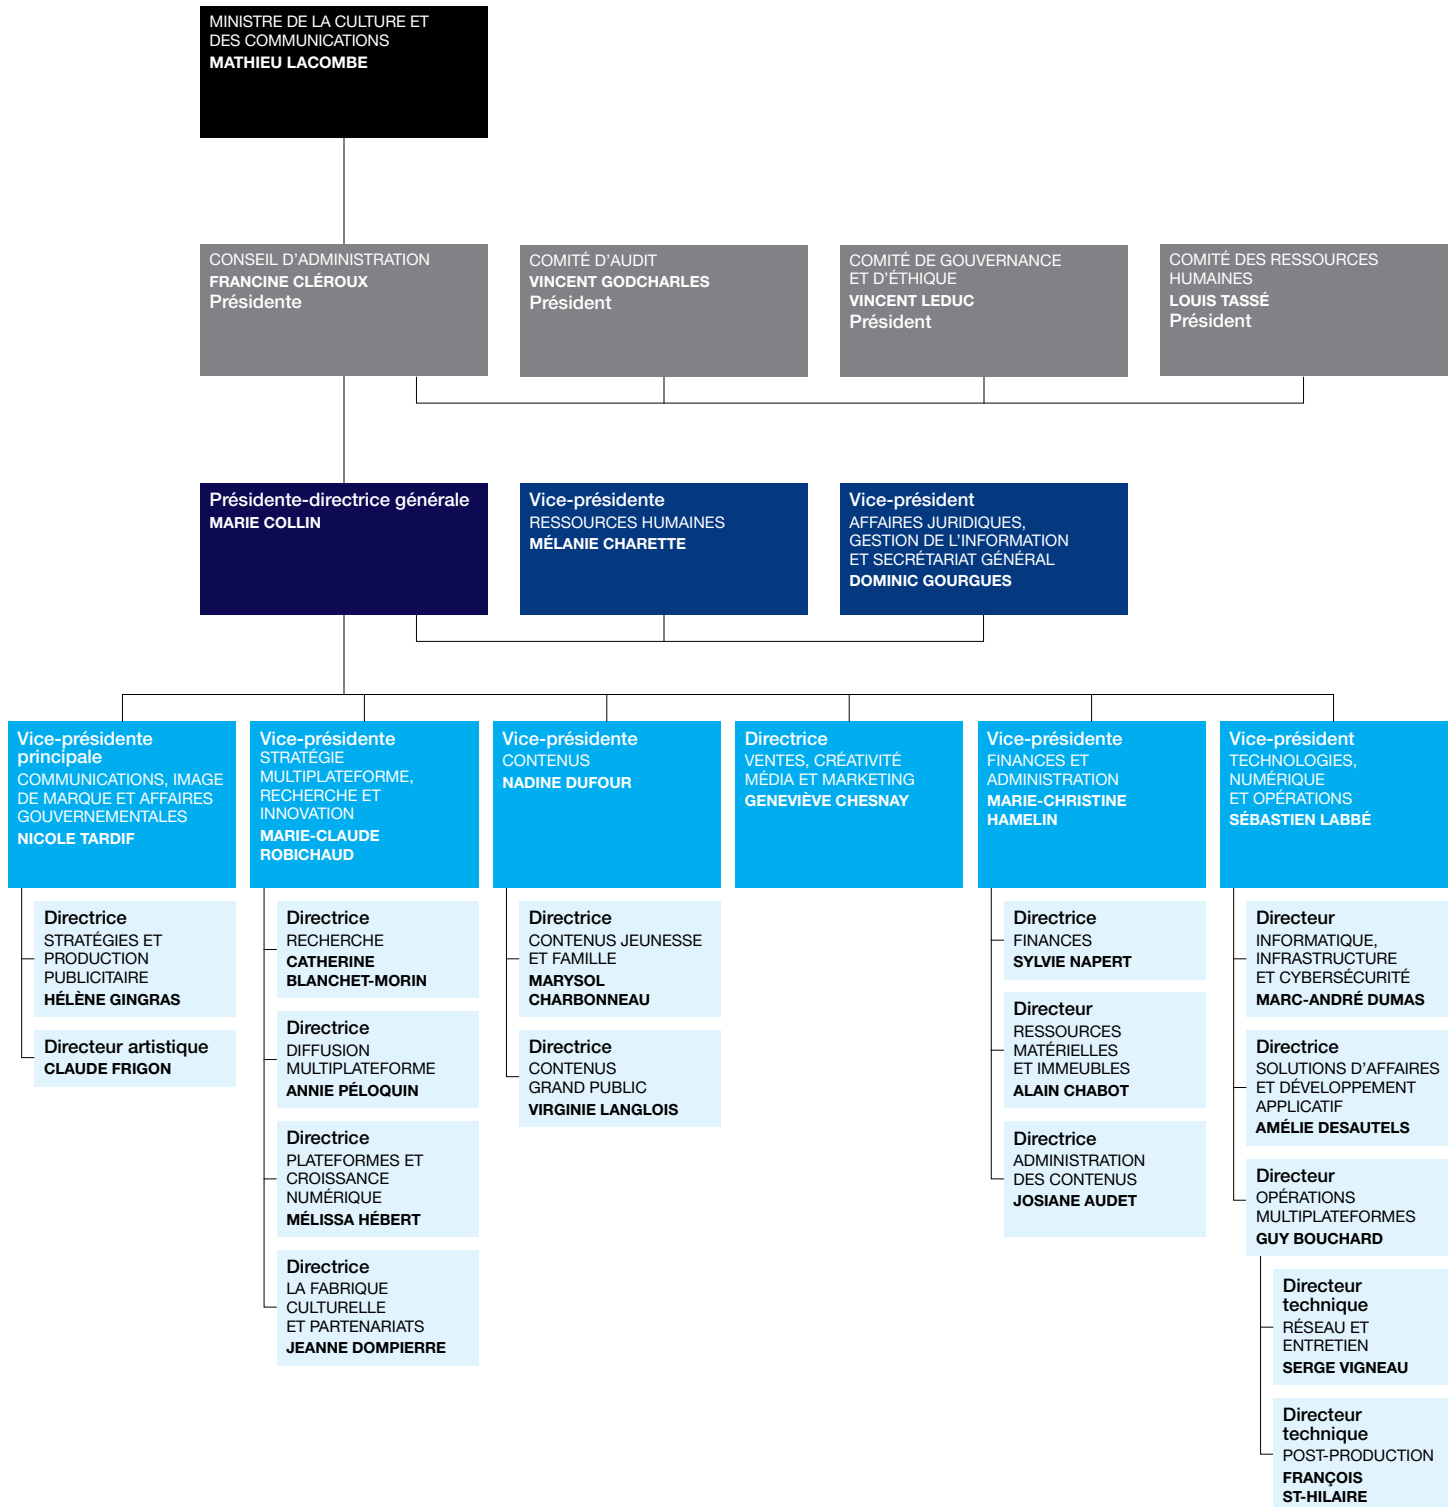 MINISTRE DE LA CULTURE ET
DES COMMUNICATIONS
MATHIEU LACOMBE
CONSEIL D'ADMINISTRATION
FRANCINE CLÉROUX
Présidente
COMITÉ D'AUDIT
VINCENT GODCHARLES
Président
COMITÉ DE GOUVERNANCE
ET D'ÉTHIQUE
VINCENT LEDUC
Président
COMITÉ DES RESSOURCES
HUMAINES
LOUIS TASSÉ
Président
Présidente-directrice générale
MARIE COLLIN
Vice-présidente
RESSOURCES HUMAINES
MÉLANIE CHARETTE
Vice-président
AFFAIRES JURIDIQUES,
GESTION DE L'INFORMATION
ET SECRÉTARIAT GÉNÉRAL
DOMINIC GOURGUES
Vice-présidente
principale
COMMUNICATIONS, IMAGE
DE MARQUE ET AFFAIRES
GOUVERNEMENTALES
NICOLE TARDIF
Directrice
STRATÉGIES ET
PRODUCTION
PUBLICITAIRE
HÉLÈNE GINGRAS
Directeur artistique
CLAUDE FRIGON
Vice-présidente
STRATÉGIE
MULTIPLATEFORME,
RECHERCHE ET
INNOVATION
MARIE-CLAUDE
ROBICHAUD
Directrice
RECHERCHE
CATHERINE
BLANCHET-MORIN
Directrice
DIFFUSION
MULTIPLATEFORME
ANNIE PÉLOQUIN
Directrice
PLATEFORMES ET
CROISSANCE
NUMÉRIQUE
MÉLISSA HÉBERT
Directrice
LA FABRIQUE
CULTURELLE
ET PARTENARIATS
JEANNE DOMPIERRE
Vice-présidente
CONTENUS
NADINE DUFOUR
Directrice
CONTENUS JEUNESSE
ET FAMILLE
MARYSOL
CHARBONNEAU
Directrice
CONTENUS
GRAND PUBLIC
VIRGINIE LANGLOIS
Directrice
VENTES, CRÉATIVITÉ
MÉDIA ET MARKETING
GENEVIÈVE CHESNAY
Vice-présidente
FINANCES ET
ADMINISTRATION
MARIE-CHRISTINE
HAMELIN
Directrice
FINANCES
SYLVIE NAPERT
Directeur
RESSOURCES
MATÉRIELLES
ET IMMEUBLES
ALAIN CHABOT
Directrice
ADMINISTRATION
DES CONTENUS
JOSIANE AUDET
Vice-président
TECHNOLOGIES,
NUMÉRIQUE
ET OPÉRATIONS
SÉBASTIEN LABBÉ
Directeur
INFORMATIQUE,
INFRASTRUCTURE
ET CYBERSÉCURITÉ
MARC-ANDRÉ DUMAS
Directrice
SOLUTIONS D'AFFAIRES
ET DÉVELOPPEMENT
APPLICATIF
AMÉLIE DESAUTELS
Directeur
OPÉRATIONS
MULTIPLATEFORMES
GUY BOUCHARD
Directeur
technique
RÉSEAU ET
ENTRETIEN
SERGE VIGNEAU
Directeur
technique
POST-PRODUCTION
FRANÇOIS
ST-HILAIRE